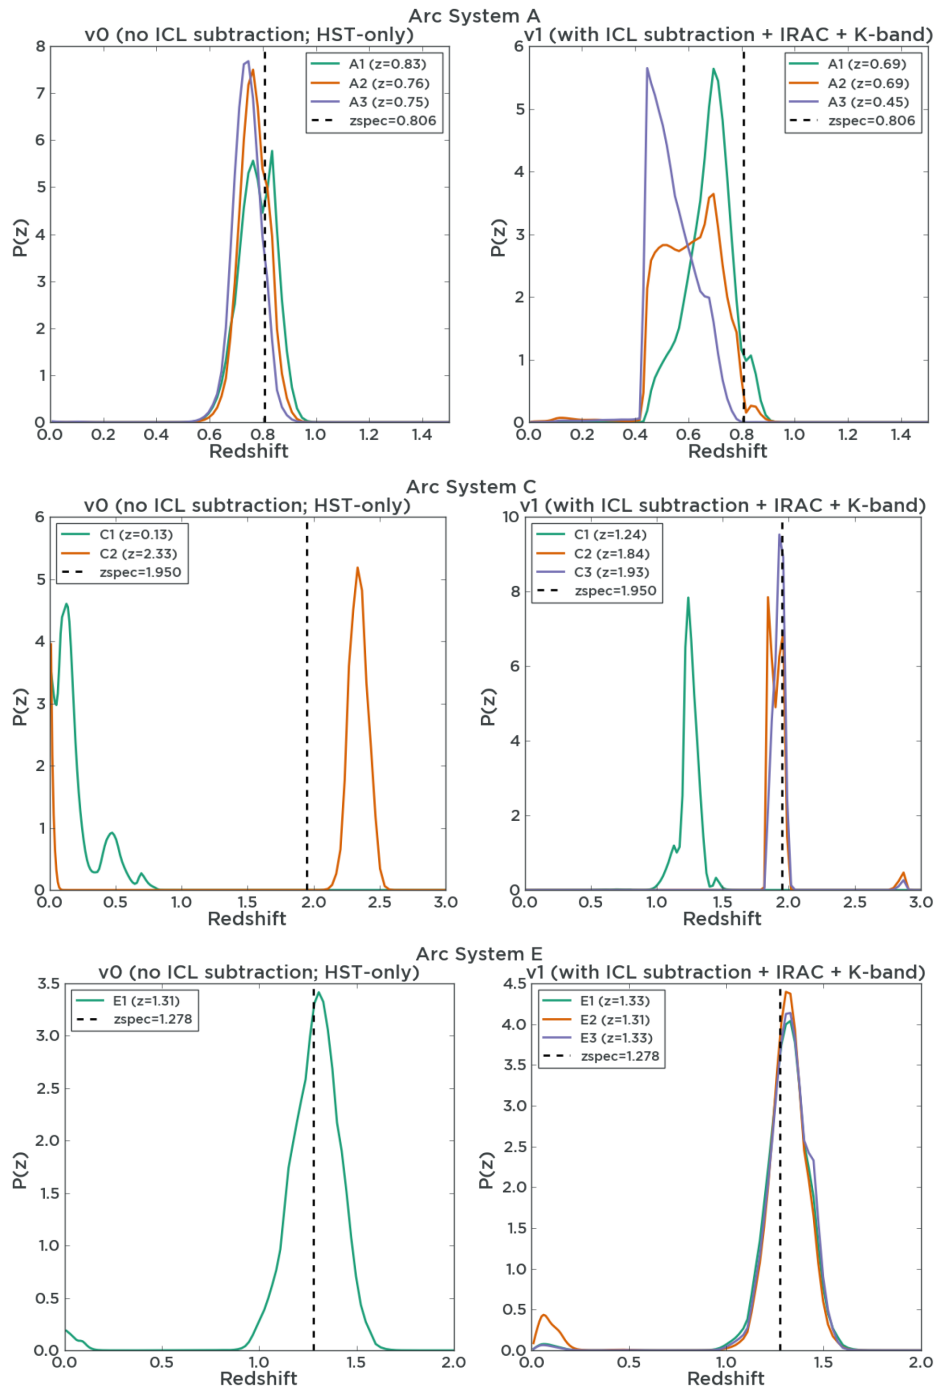 Arc System A
v0 (no ICL subtraction; HST-only)
8
7
6
5
4
3
2
1
0
P(z)
A1 (z=0.83)
A2 (z=0.76)
A3 (z=0.75)
zspec=0.806
0.0 0.2 0.4 0.6 0.8 1.0 1.2 1.4
Redshift
v1 (with ICL subtraction + IRAC + K-band)
6
5
4
3
2
1
0
P(z)
A1 (z=0.69)
A2 (z=0.69)
A3 (z=0.45)
zspec=0.806
0.0 0.2 0.4 0.6 0.8 1.0 1.2 1.4
Redshift
Arc System C
v0 (no ICL subtraction; HST-only)
6
5
4
3
2
1
0
P(z)
C1 (z=0.13)
C2 (z=2.33)
zspec=1.950
0.0 0.5 1.0 1.5 2.0 2.5 3.0
Redshift
v1 (with ICL subtraction + IRAC + K-band)
10
8
6
4
2
0
P(z)
C1 (z=1.24)
C2 (z=1.84)
C3 (z=1.93)
zspec=1.950
0.0 0.5 1.0 1.5 2.0 2.5 3.0
Redshift
Arc System E
v0 (no ICL subtraction; HST-only)
3.5
3.0
2.5
2.0
1.5
1.0
0.5
0.0
P(z)
E1 (z=1.31)
zspec=1.278
0.0 0.5 1.0 1.5 2.0
Redshift
v1 (with ICL subtraction + IRAC + K-band)
4.5
4.0
3.5
3.0
2.5
2.0
1.5
1.0
0.5
0.0
P(z)
E1 (z=1.33)
E2 (z=1.31)
E3 (z=1.33)
zspec=1.278
0.0 0.5 1.0 1.5 2.0
Redshift